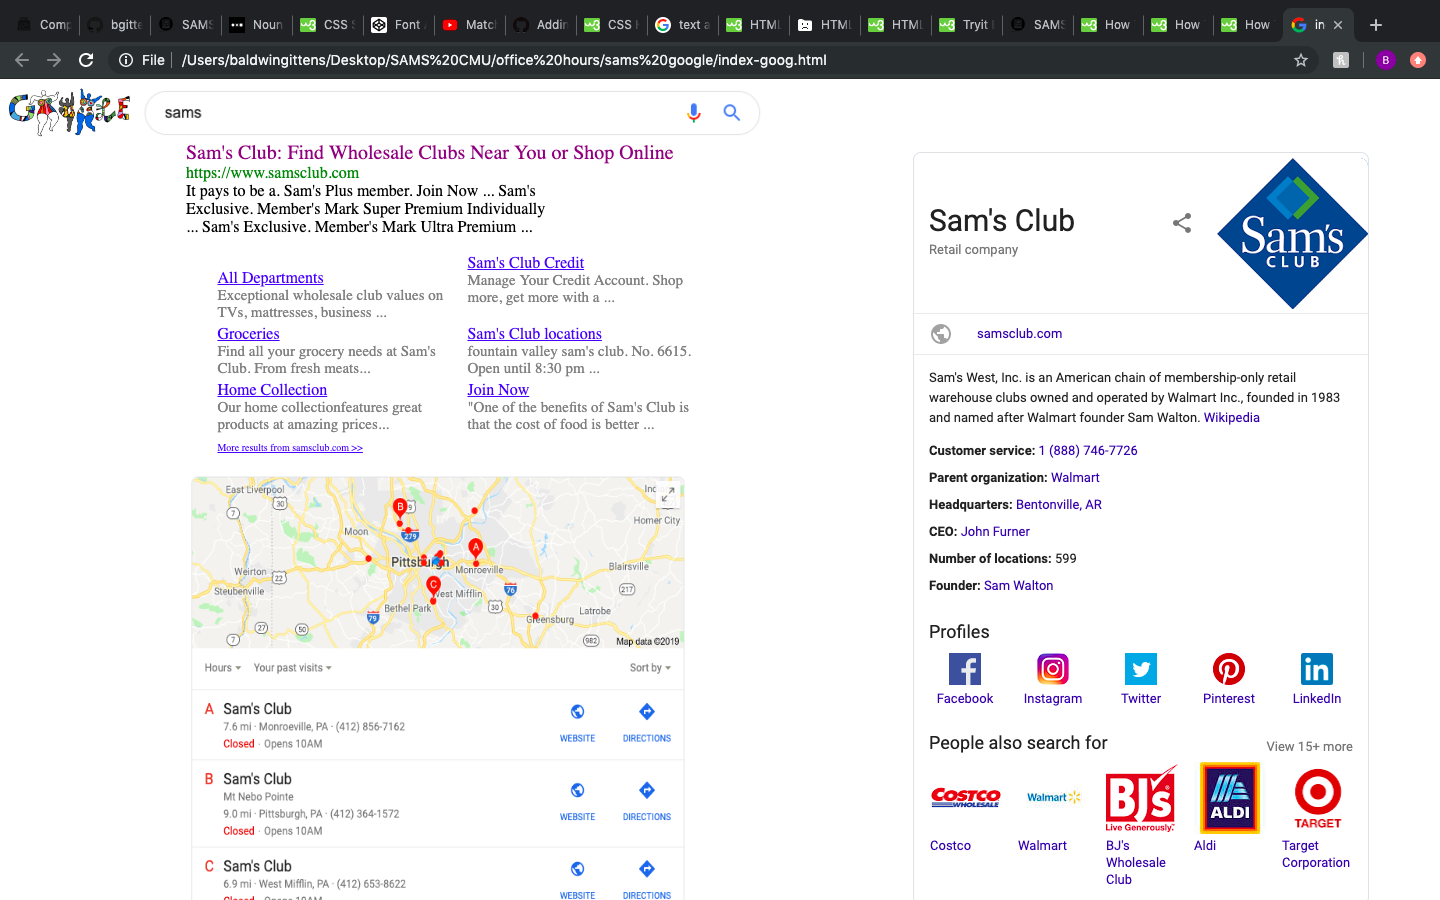 Comp
bgitte
SAMS
Noun
CSS S
Font
Match
Addin
CSS
text a
HTML
HTML
HTML
Tryit
SAMS
How
How
How
in
File
/Users/baldwingittens/Desktop/SAMS%20CMU/office%20hours/sams%20google/index-goog.html
B
sams
Sam's Club: Find Wholesale Clubs Near You or Shop Online
https://www.samsclub.com
It pays to be a. Sam's Plus member. Join Now ... Sam's
Exclusive. Member's Mark Super Premium Individually
... Sam's Exclusive. Member's Mark Ultra Premium ...
All Departments
Exceptional wholesale club values on
TVs, mattresses, business ...
Sam's Club Credit
Manage Your Credit Account. Shop
more, get more with a ...
Groceries
Find all your grocery needs at Sam's
Club. From fresh meats...
Sam's Club locations
fountain valley sam's club. No. 6615.
Open until 8:30 pm ...
Home Collection
Our home collectionfeatures great
products at amazing prices...
Join Now
"One of the benefits of Sam's Club is
that the cost of food is better ...
More results from samsclub.com >>
East Liverpool
30
7
Moon
B
279
Homer City
Pittsburgh
A
Monroeville
Blairsville
Weirton
22
Steubenville
C
West Mifflin
76
217
Bethel Park
30
79
Latrobe
Greensburg
27
50
7
982
Map data ©2019
Hours
Your past visits
Sort by
A Sam's Club
7.6 mi · Monroeville, PA · (412) 856-7162
Closed · Opens 10AM
WEBSITE
DIRECTIONS
B Sam's Club
Mt Nebo Pointe
9.0 mi · Pittsburgh, PA · (412) 364-1572
Closed · Opens 10AM
WEBSITE
DIRECTIONS
C Sam's Club
6.9 mi · West Mifflin, PA · (412) 653-8622
Closed · Opens 10AM
WEBSITE
DIRECTIONS
Sam's Club
Retail company
Sam's
CLUB
samsclub.com
Sam's West, Inc. is an American chain of membership-only retail
warehouse clubs owned and operated by Walmart Inc., founded in 1983
and named after Walmart founder Sam Walton. Wikipedia
Customer service: 1 (888) 746-7726
Parent organization: Walmart
Headquarters: Bentonville, AR
CEO: John Furner
Number of locations: 599
Founder: Sam Walton
Profiles
Facebook
Instagram
Twitter
Pinterest
LinkedIn
People also search for
View 15+ more
COSTCO
WHOLESALE
Walmart
BJ's
Live Generously.
ALDI
TARGET
Costco
Walmart
BJ's
Wholesale
Club
Aldi
Target
Corporation